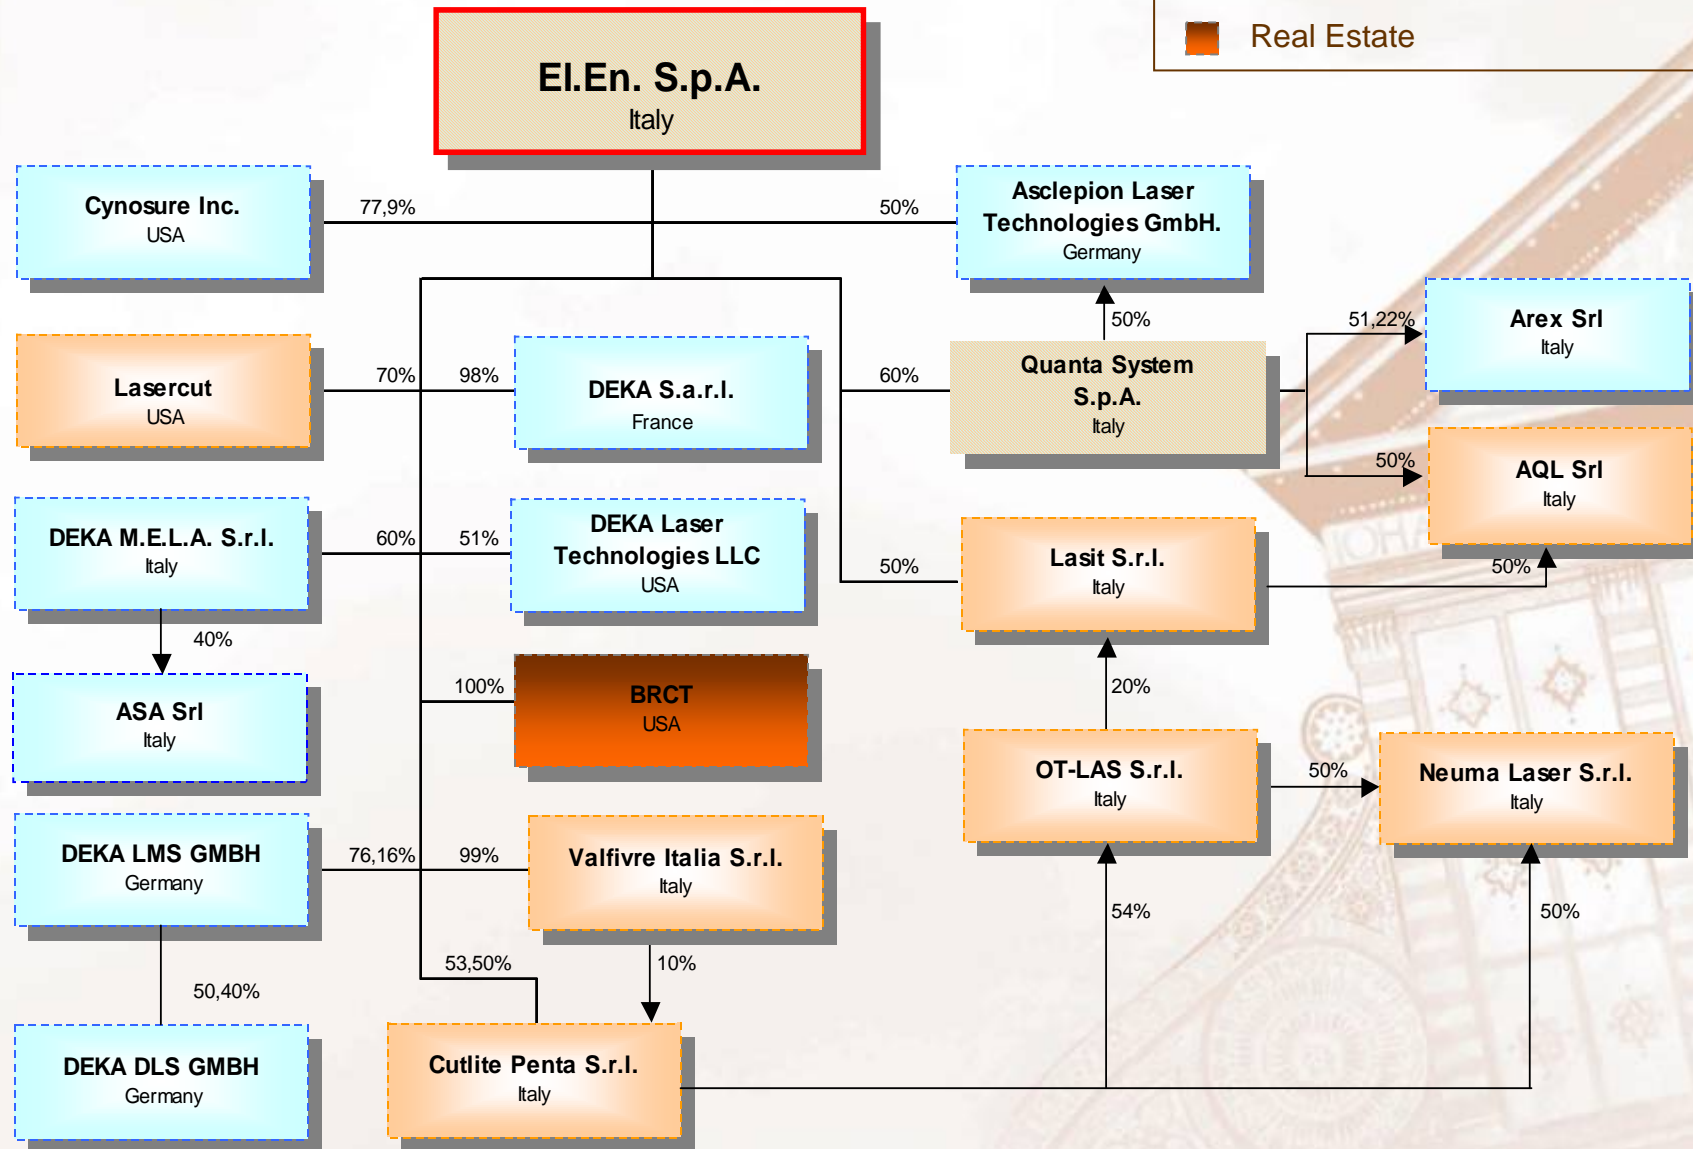 Real Estate
El.En. S.p.A.
Italy
Cynosure Inc.
USA
77,9%
50%
Asclepion Laser
Technologies GmbH.
Germany
50%
51,22%
Arex Srl
Italy
Lasercut
USA
70%
98%
DEKA S.a.r.l.
France
60%
Quanta System
S.p.A.
Italy
50%
AQL Srl
Italy
DEKA M.E.L.A. S.r.l.
Italy
60%
51%
DEKA Laser
Technologies LLC
USA
50%
Lasit S.r.l.
Italy
50%
40%
ASA Srl
Italy
100%
BRCT
USA
20%
OT-LAS S.r.l.
Italy
50%
Neuma Laser S.r.l.
Italy
DEKA LMS GMBH
Germany
76,16%
99%
Valfivre Italia S.r.l.
Italy
54%
50%
50,40%
53,50%
10%
DEKA DLS GMBH
Germany
Cutlite Penta S.r.l.
Italy